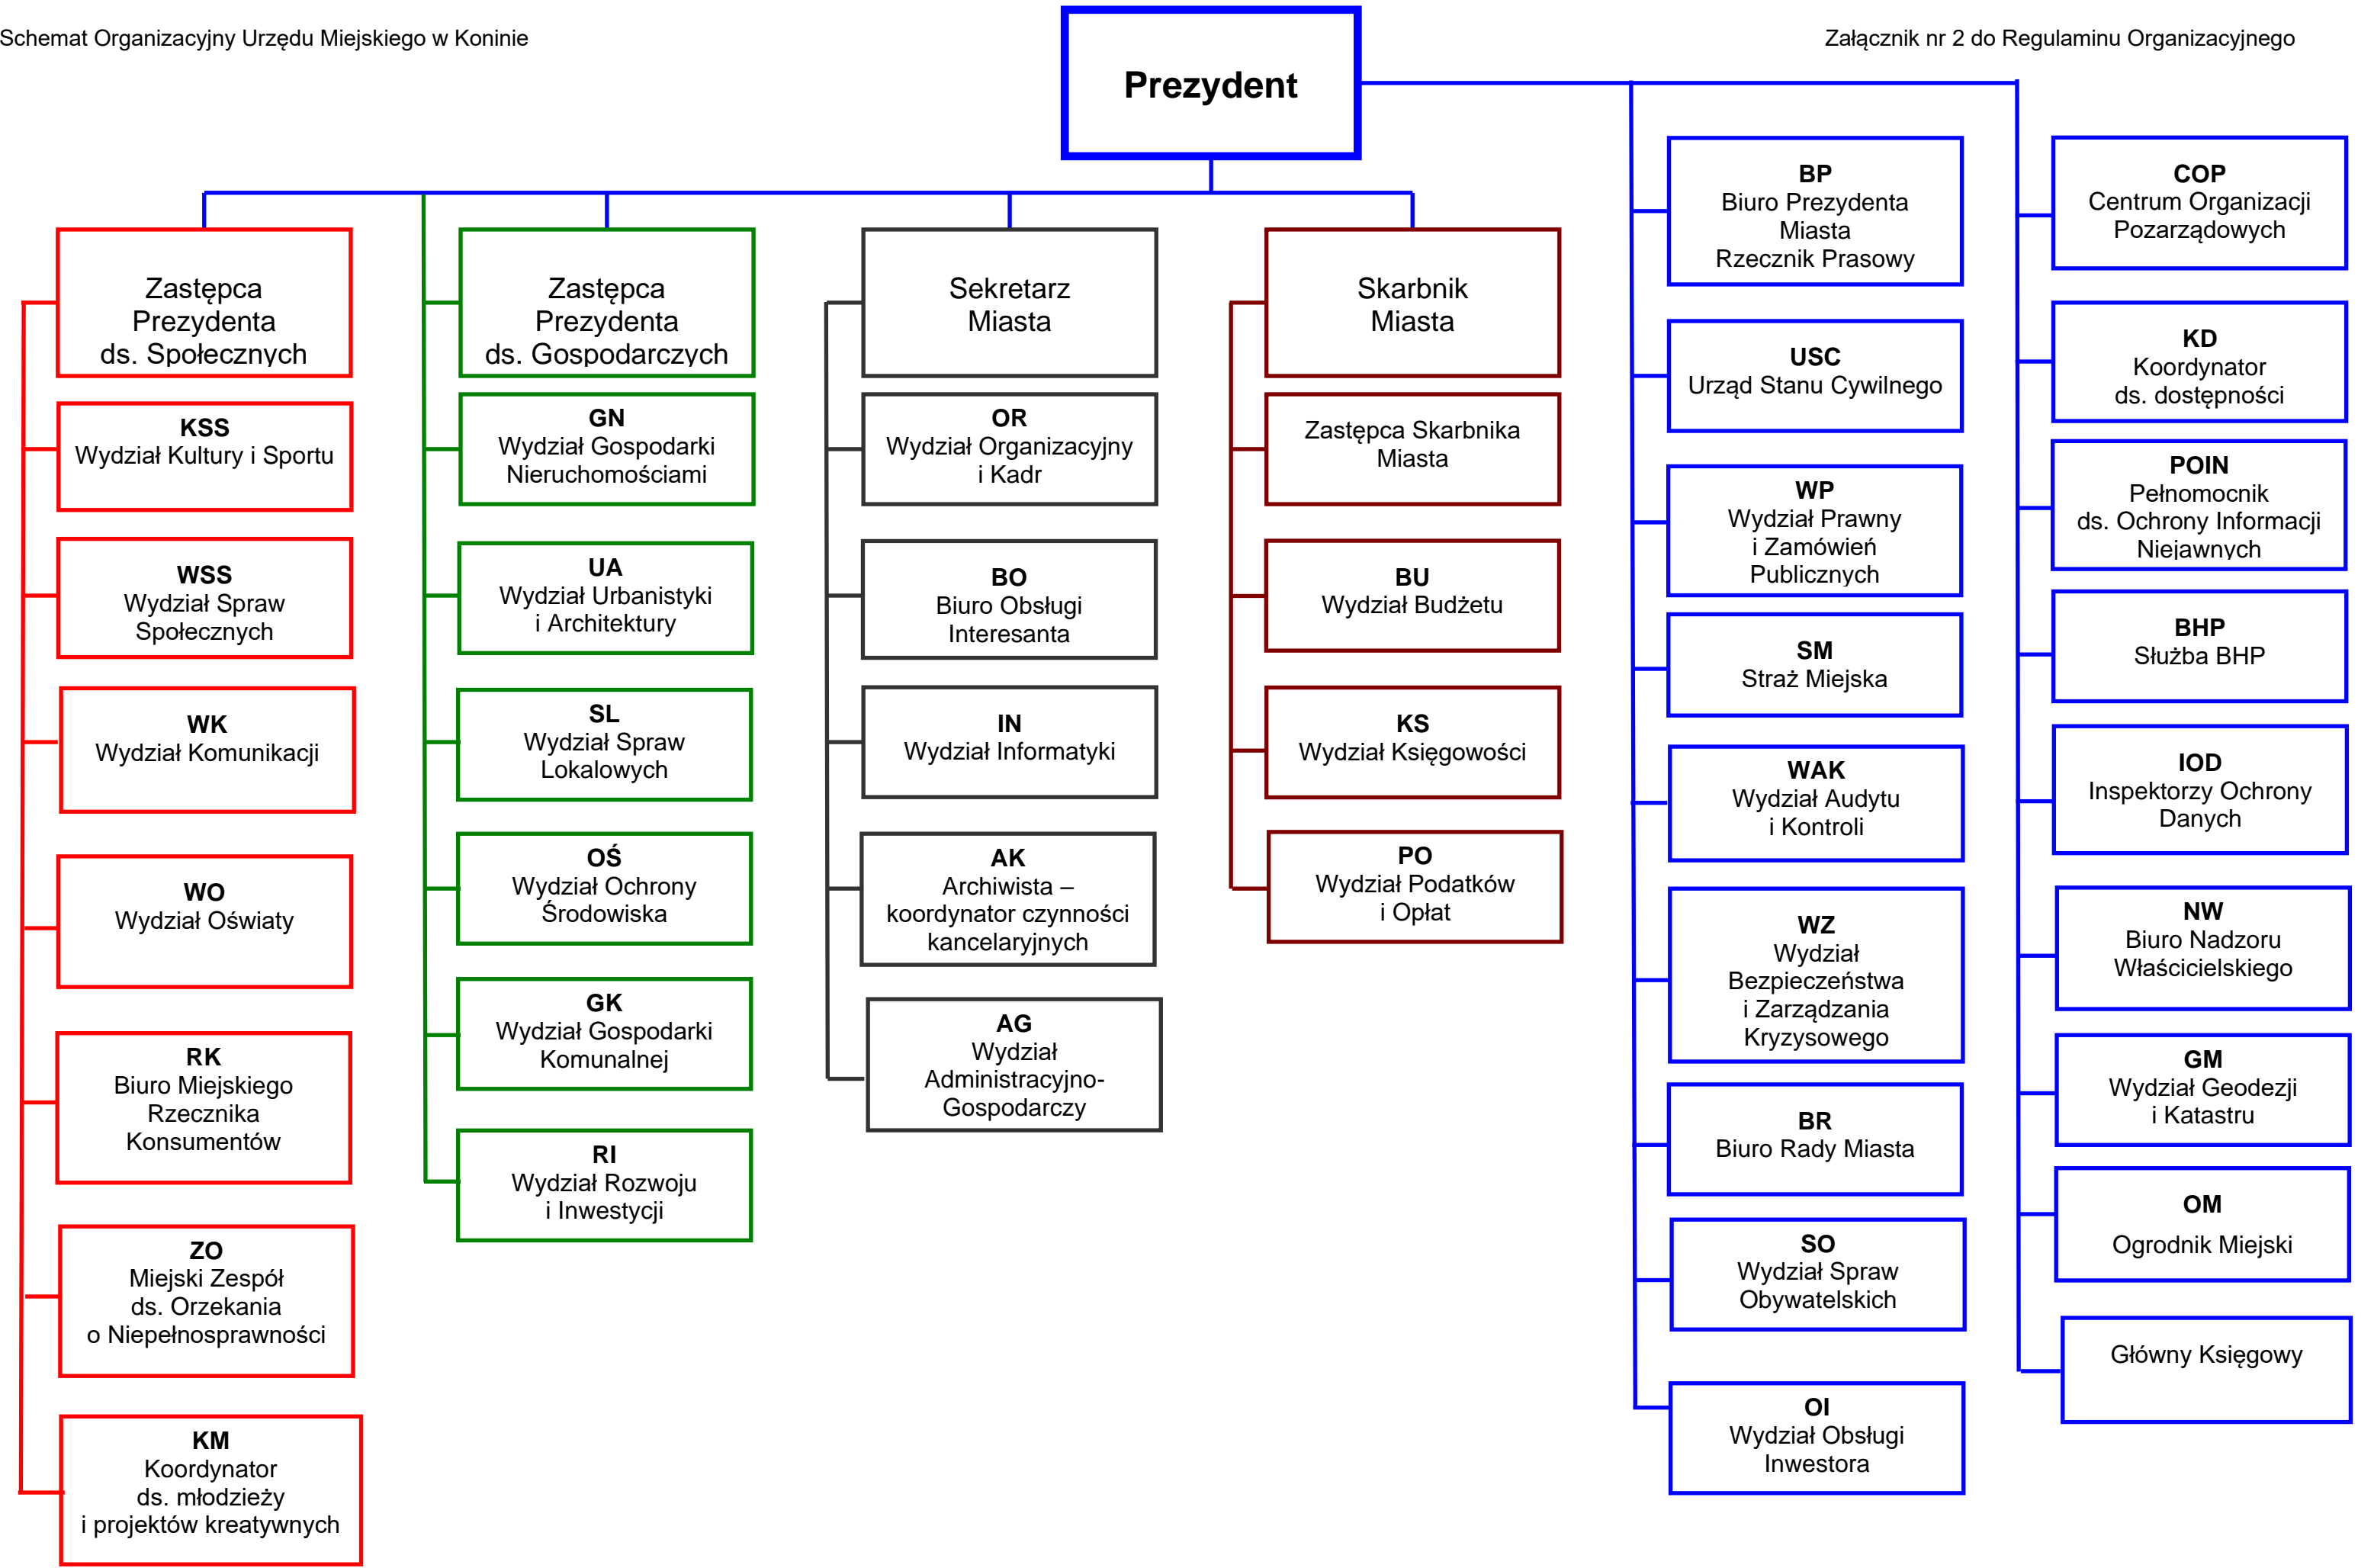 Schemat Organizacyjny Urzędu Miejskiego w Koninie
Załącznik nr 2 do Regulaminu Organizacyjnego
Prezydent
Zastępca
Prezydenta
ds. Społecznych
KSS
Wydział Kultury i Sportu
WSS
Wydział Spraw
Społecznych
WK
Wydział Komunikacji
WO
Wydział Oświaty
RK
Biuro Miejskiego
Rzecznika
Konsumentów
ZO
Miejski Zespół
ds. Orzekania
o Niepełnosprawności
KM
Koordynator
ds. młodzieży
i projektów kreatywnych
Zastępca
Prezydenta
ds. Gospodarczych
GN
Wydział Gospodarki
Nieruchomościami
UA
Wydział Urbanistyki
i Architektury
SL
Wydział Spraw
Lokalowych
OŚ
Wydział Ochrony
Środowiska
GK
Wydział Gospodarki
Komunalnej
RI
Wydział Rozwoju
i Inwestycji
Sekretarz
Miasta
OR
Wydział Organizacyjny
i Kadr
BO
Biuro Obsługi
Interesanta
IN
Wydział Informatyki
AK
Archiwista –
koordynator czynności
kancelaryjnych
AG
Wydział
Administracyjno-
Gospodarczy
Skarbnik
Miasta
Zastępca Skarbnika
Miasta
BU
Wydział Budżetu
KS
Wydział Księgowości
PO
Wydział Podatków
i Opłat
BP
Biuro Prezydenta
Miasta
Rzecznik Prasowy
USC
Urząd Stanu Cywilnego
WP
Wydział Prawny
i Zamówień
Publicznych
SM
Straż Miejska
WAK
Wydział Audytu
i Kontroli
WZ
Wydział
Bezpieczeństwa
i Zarządzania
Kryzysowego
BR
Biuro Rady Miasta
SO
Wydział Spraw
Obywatelskich
OI
Wydział Obsługi
Inwestora
COP
Centrum Organizacji
Pozarządowych
KD
Koordynator
ds. dostępności
POIN
Pełnomocnik
ds. Ochrony Informacji
Niejawnych
BHP
Służba BHP
IOD
Inspektorzy Ochrony
Danych
NW
Biuro Nadzoru
Właścicielskiego
GM
Wydział Geodezji
i Katastru
OM
Ogrodnik Miejski
Główny Księgowy